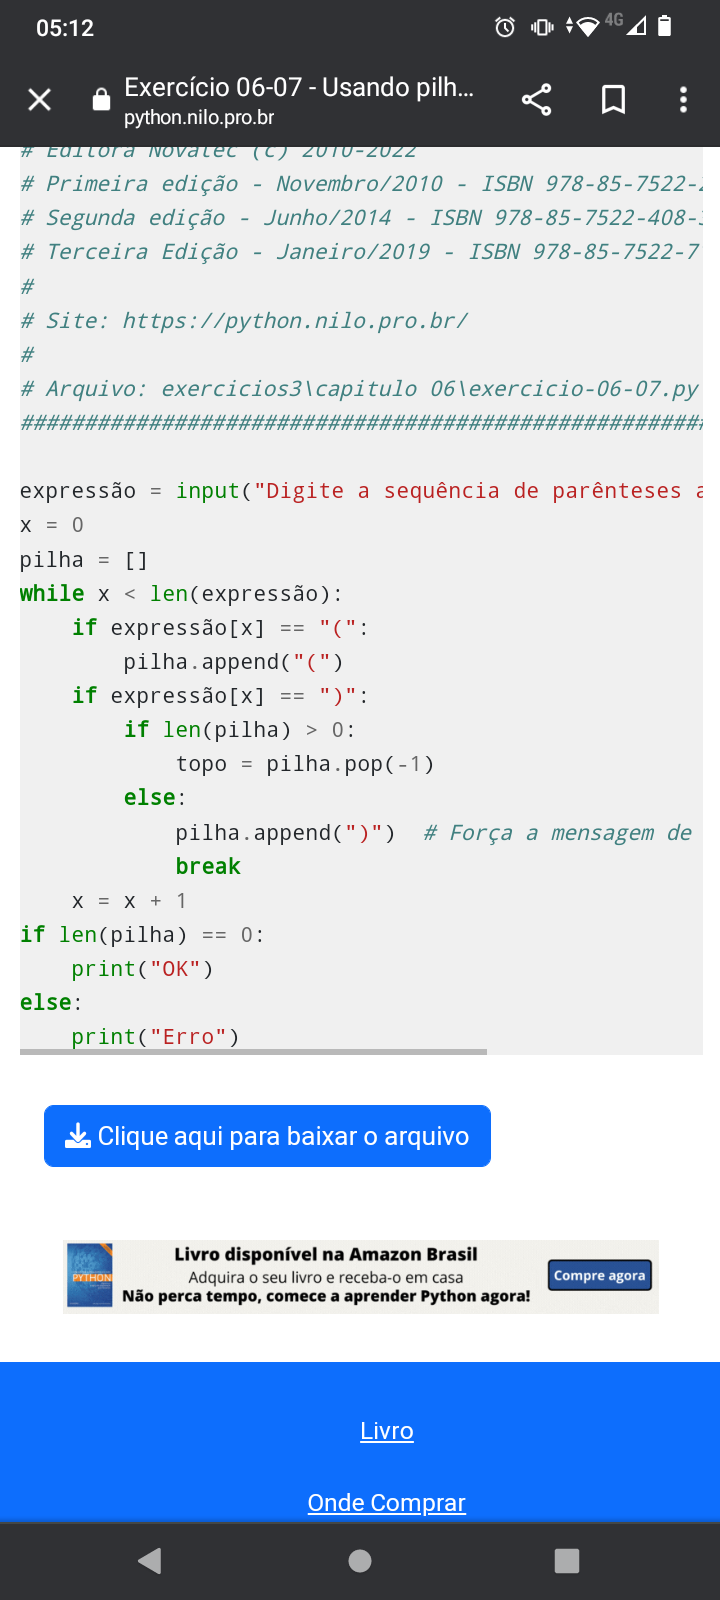 05:12
4G
Exercício 06-07 - Usando pilh...
python.nilo.pro.br
# Editora Novatec (c) 2010-2022
# Primeira edição - Novembro/2010 - ISBN 978-85-7522-
# Segunda edição - Junho/2014 - ISBN 978-85-7522-408-
# Terceira Edição - Janeiro/2019 - ISBN 978-85-7522-7
#
# Site: https://python.nilo.pro.br/
#
# Arquivo: exercicios3\capitulo 06\exercicio-06-07.py
######################################################
expressão = input("Digite a sequência de parênteses a
x = 0
pilha = []
while x < len(expressão):
    if expressão[x] == "(":
        pilha.append("(")
    if expressão[x] == ")":
        if len(pilha) > 0:
            topo = pilha.pop(-1)
        else:
            pilha.append(")")  # Força a mensagem de
            break
    x = x + 1
if len(pilha) == 0:
    print("OK")
else:
    print("Erro")
Clique aqui para baixar o arquivo
PYTHON
Livro disponível na Amazon Brasil
Adquira o seu livro e receba-o em casa
Não perca tempo, comece a aprender Python agora!
Compre agora
Livro
Onde Comprar